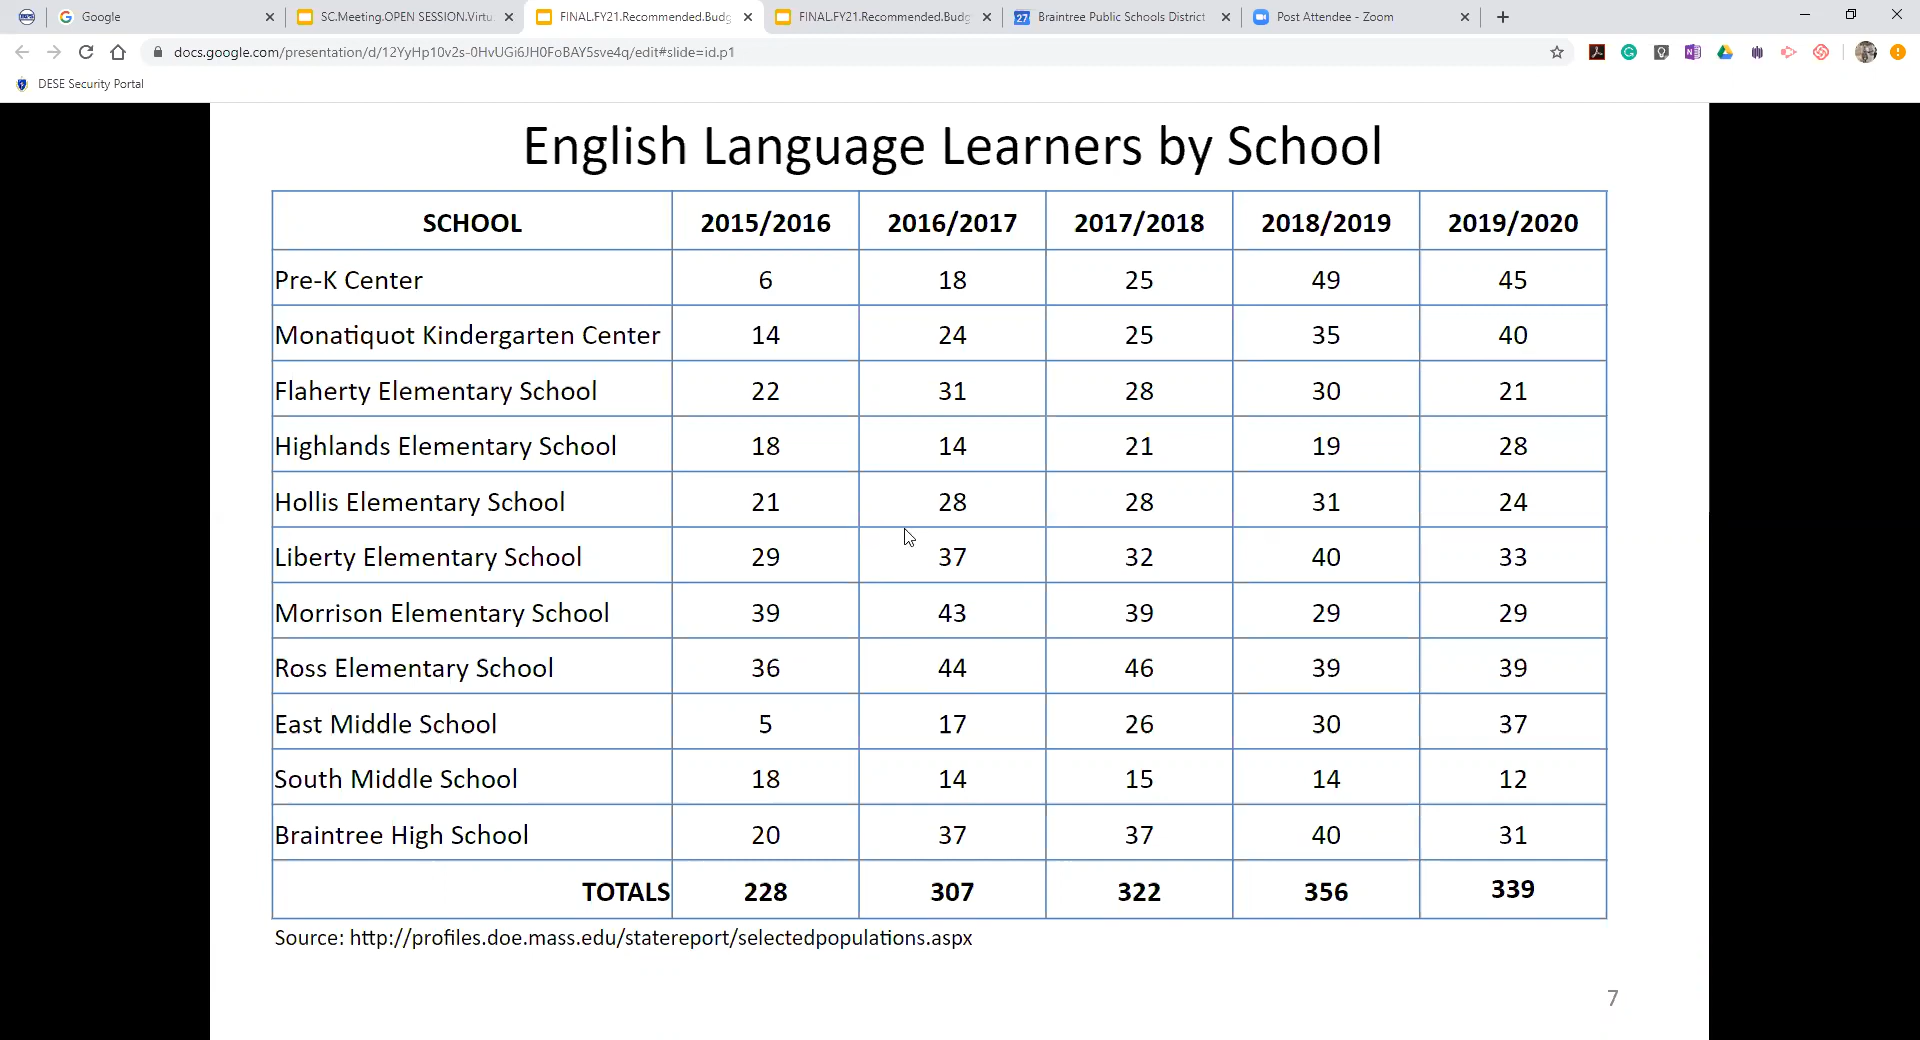 Google
SC.Meeting.OPEN SESSION.Virtu
FINAL.FY21.Recommended.Budg
FINAL.FY21.Recommended.Budg
Braintree Public Schools District
Post Attendee - Zoom
docs.google.com/presentation/d/12YyHp10v2s-0HvUGi6JH0FoBAY5sve4q/edit#slide=id.p1
DESE Security Portal
English Language Learners by School
SCHOOL 2015/2016 2016/2017 2017/2018 2018/2019 2019/2020
Pre-K Center 6 18 25 49 45
Monatiquot Kindergarten Center 14 24 25 35 40
Flaherty Elementary School 22 31 28 30 21
Highlands Elementary School 18 14 21 19 28
Hollis Elementary School 21 28 28 31 24
Liberty Elementary School 29 37 32 40 33
Morrison Elementary School 39 43 39 29 29
Ross Elementary School 36 44 46 39 39
East Middle School 5 17 26 30 37
South Middle School 18 14 15 14 12
Braintree High School 20 37 37 40 31
TOTALS 228 307 322 356 339
Source: http://profiles.doe.mass.edu/statereport/selectedpopulations.aspx
7